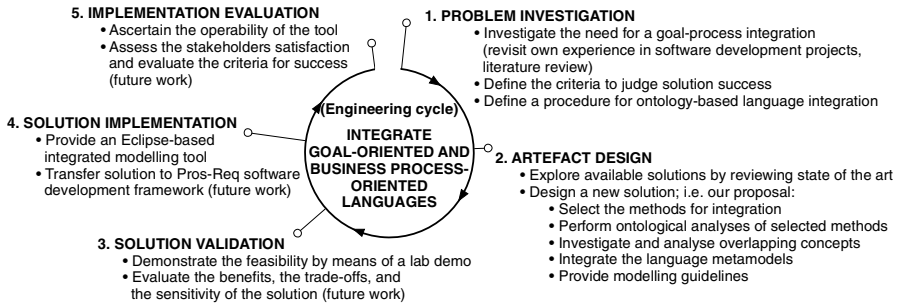 5. IMPLEMENTATION EVALUATION
• Ascertain the operability of the tool
• Assess the stakeholders satisfaction
and evaluate the criteria for success
(future work)
1. PROBLEM INVESTIGATION
• Investigate the need for a goal-process integration
(revisit own experience in software development projects,
literature review)
• Define the criteria to judge solution success
• Define a procedure for ontology-based language integration
(Engineering cycle)
INTEGRATE
GOAL-ORIENTED AND
BUSINESS PROCESS-
ORIENTED
LANGUAGES
4. SOLUTION IMPLEMENTATION
• Provide an Eclipse-based
integrated modelling tool
• Transfer solution to Pros-Req software
development framework (future work)
2. ARTEFACT DESIGN
• Explore available solutions by reviewing state of the art
• Design a new solution; i.e. our proposal:
• Select the methods for integration
• Perform ontological analyses of selected methods
• Investigate and analyse overlapping concepts
• Integrate the language metamodels
• Provide modelling guidelines
3. SOLUTION VALIDATION
• Demonstrate the feasibility by means of a lab demo
• Evaluate the benefits, the trade-offs, and
the sensitivity of the solution (future work)